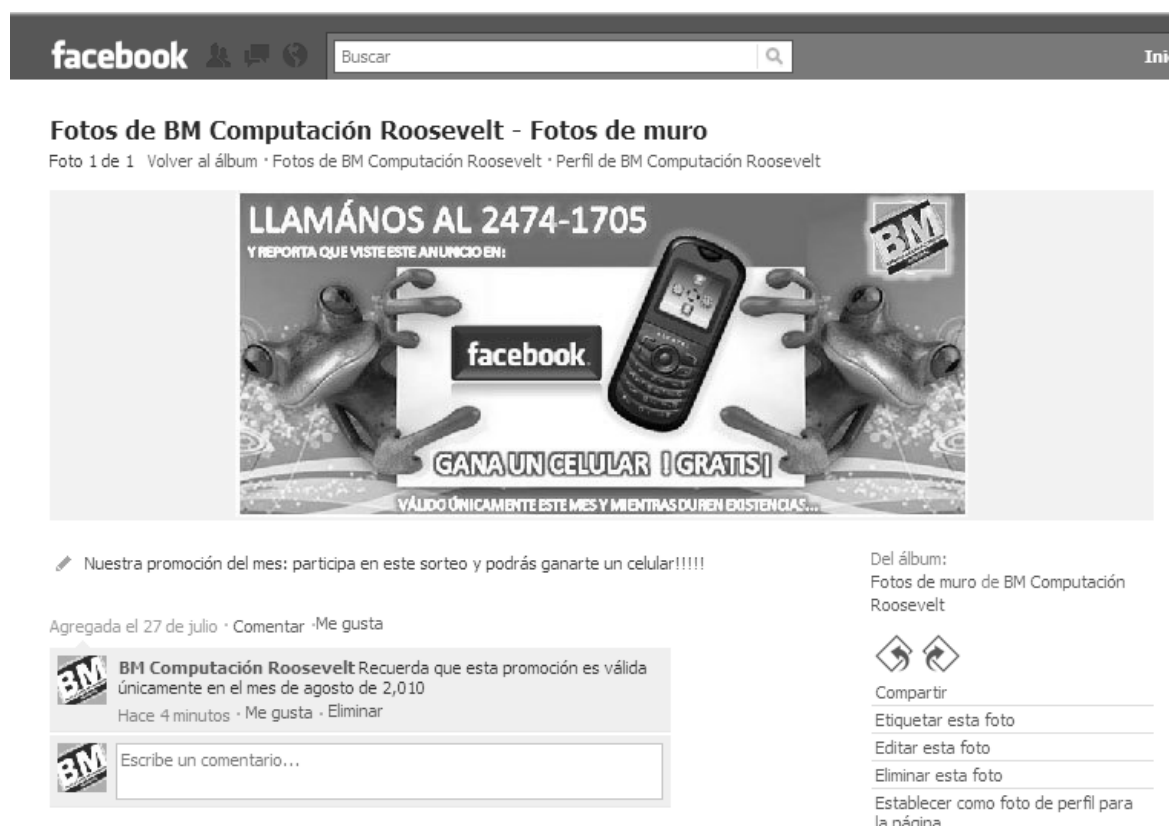 facebook
Buscar
Ini
Fotos de BM Computación Roosevelt - Fotos de muro
Foto 1 de 1 Volver al álbum · Fotos de BM Computación Roosevelt · Perfil de BM Computación Roosevelt
LLAMÁNOS AL 2474-1705
Y REPORTA QUE VISTE ESTE ANUNCIO EN:
BM
facebook.
GANA UN CELULAR ¡GRATIS!
VÁLIDO ÚNICAMENTE ESTE MES Y MIENTRAS DUREN EXISTENCIAS...
Nuestra promoción del mes: participa en este sorteo y podrás ganarte un celular!!!!!
Agregada el 27 de julio · Comentar · Me gusta
BM
BM Computación Roosevelt Recuerda que esta promoción es válida
únicamente en el mes de agosto de 2,010
Hace 4 minutos · Me gusta · Eliminar
BM
Escribe un comentario...
Del álbum:
Fotos de muro de BM Computación
Roosevelt
Compartir
Etiquetar esta foto
Editar esta foto
Eliminar esta foto
Establecer como foto de perfil para
la página